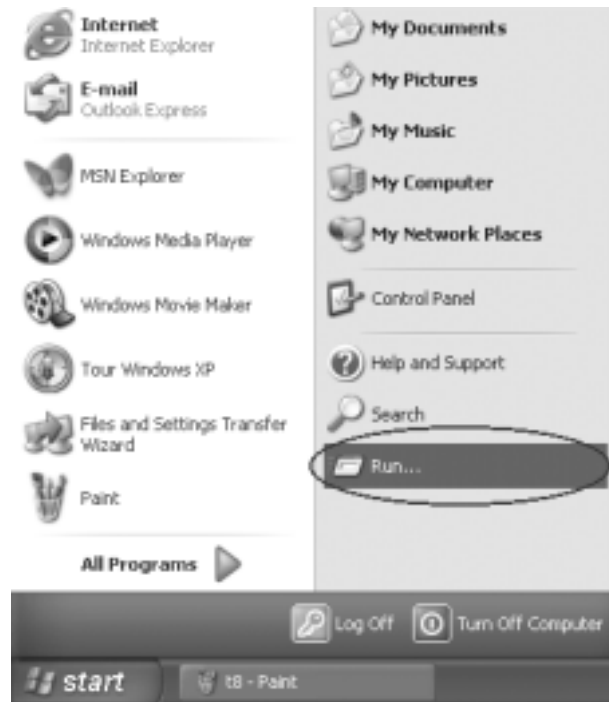 Internet
Internet Explorer
E-mail
Outlook Express
MSN Explorer
Windows Media Player
Windows Movie Maker
Tour Windows XP
Files and Settings Transfer
Wizard
Paint
All Programs
My Documents
My Pictures
My Music
My Computer
My Network Places
Control Panel
Help and Support
Search
Run...
Log Off
Turn Off Computer
start
t8 - Paint